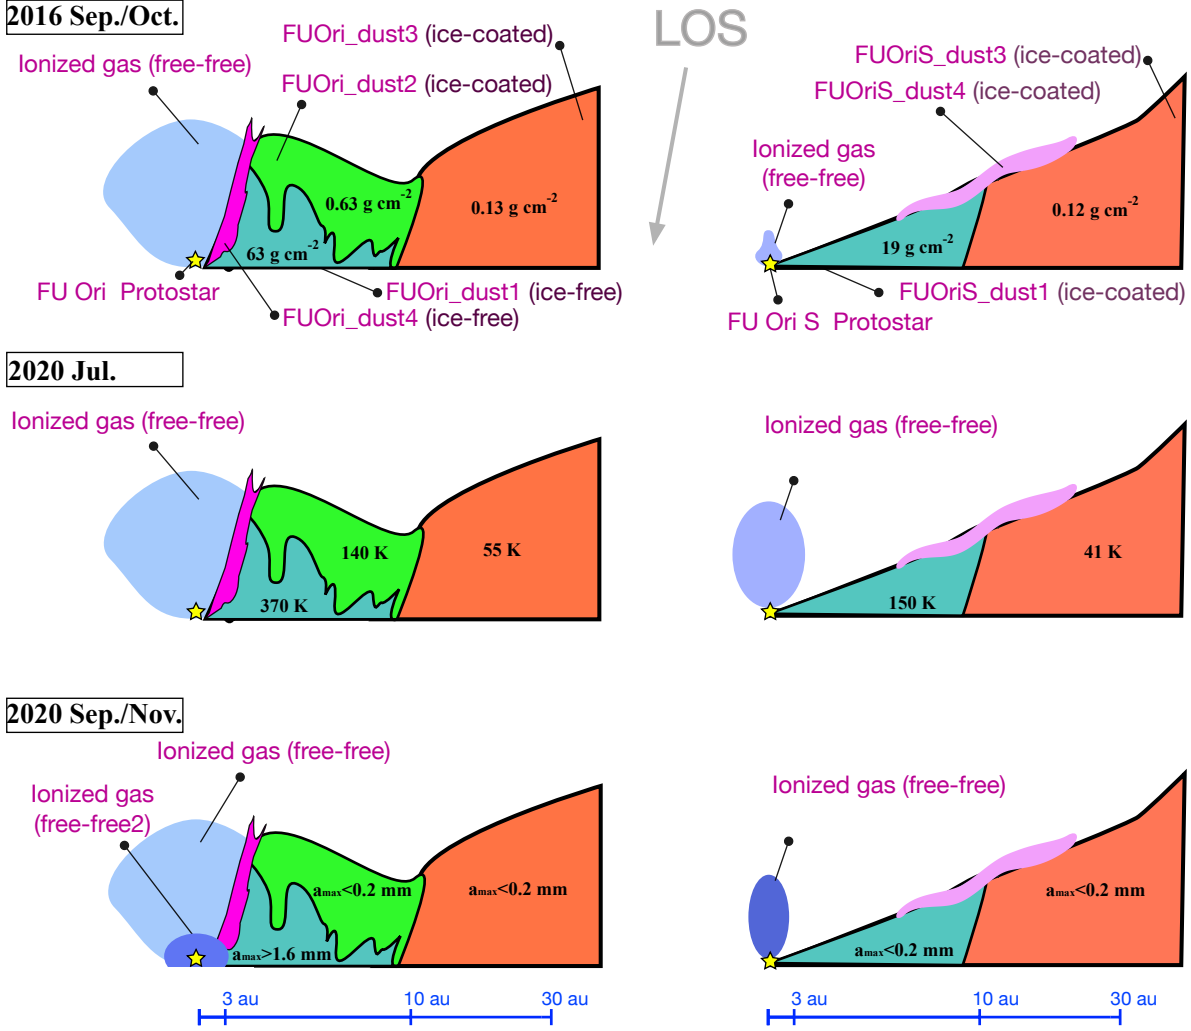 2016 Sep./Oct.
LOS
FUOri_dust3 (ice-coated)
Ionized gas (free-free)
FUOri_dust2 (ice-coated)
0.63 g cm⁻²
0.13 g cm⁻²
63 g cm⁻²
FU Ori Protostar
FUOri_dust1 (ice-free)
FUOri_dust4 (ice-free)
FUOriS_dust3 (ice-coated)
FUOriS_dust4 (ice-coated)
Ionized gas
(free-free)
0.12 g cm⁻²
19 g cm⁻²
FUOriS_dust1 (ice-coated)
FU Ori S Protostar
2020 Jul.
Ionized gas (free-free)
140 K
55 K
370 K
Ionized gas (free-free)
41 K
150 K
2020 Sep./Nov.
Ionized gas (free-free)
Ionized gas
(free-free2)
amax<0.2 mm
amax<0.2 mm
amax>1.6 mm
Ionized gas (free-free)
amax<0.2 mm
amax<0.2 mm
3 au
10 au
30 au
3 au
10 au
30 au